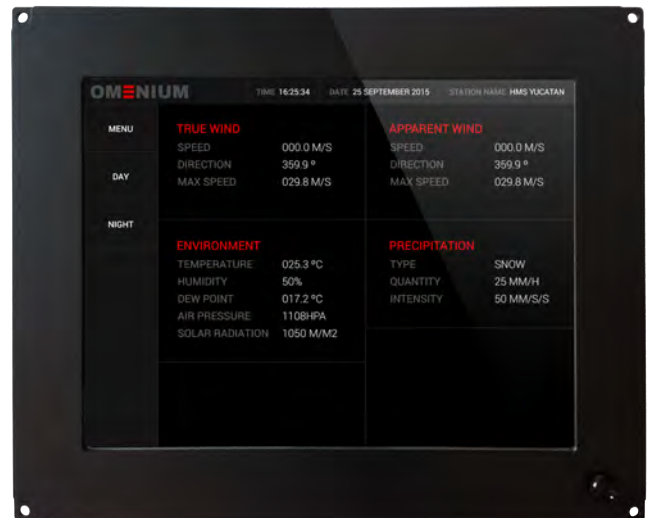 OMENIUM TIME 16:25:34 DATE 25 SEPTEMBER 2015 STATION NAME HMS YUCATAN
MENU
DAY
NIGHT
TRUE WIND
SPEED 000.0 M/S
DIRECTION 359.9 º
MAX SPEED 029.8 M/S
APPARENT WIND
SPEED 000.0 M/S
DIRECTION 359.9 º
MAX SPEED 029.8 M/S
ENVIRONMENT
TEMPERATURE 025.3 ºC
HUMIDITY 50%
DEW POINT 017.2 ºC
AIR PRESSURE 1108HPA
SOLAR RADIATION 1050 M/M2
PRECIPITATION
TYPE SNOW
QUANTITY 25 MM/H
INTENSITY 50 MM/S/S